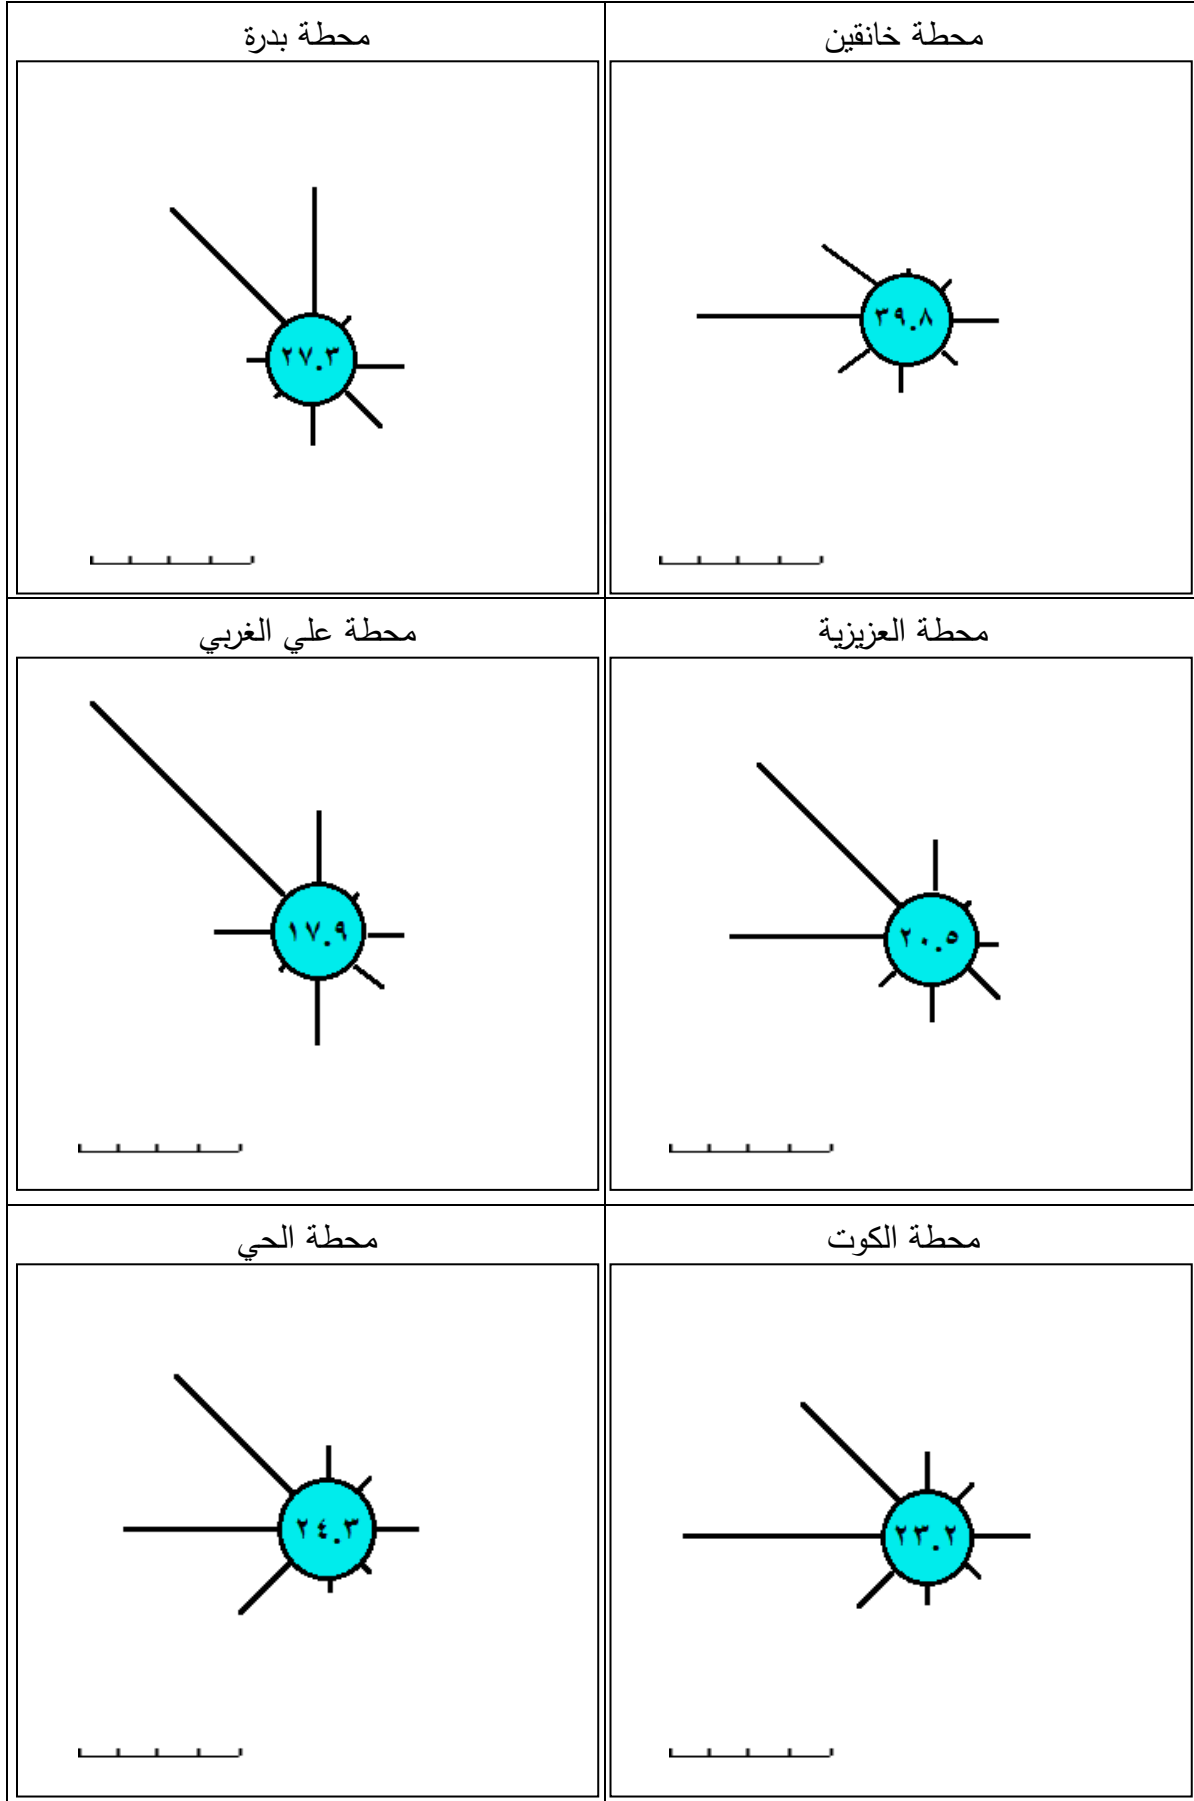 محطة خانقين
محطة بدرة
٣٩.٨
٢٧.٣
محطة العزيزية
محطة علي الغربي
٢٠.٥
١٧.٩
محطة الكوت
محطة الحي
٢٣.٢
٢٤.٣